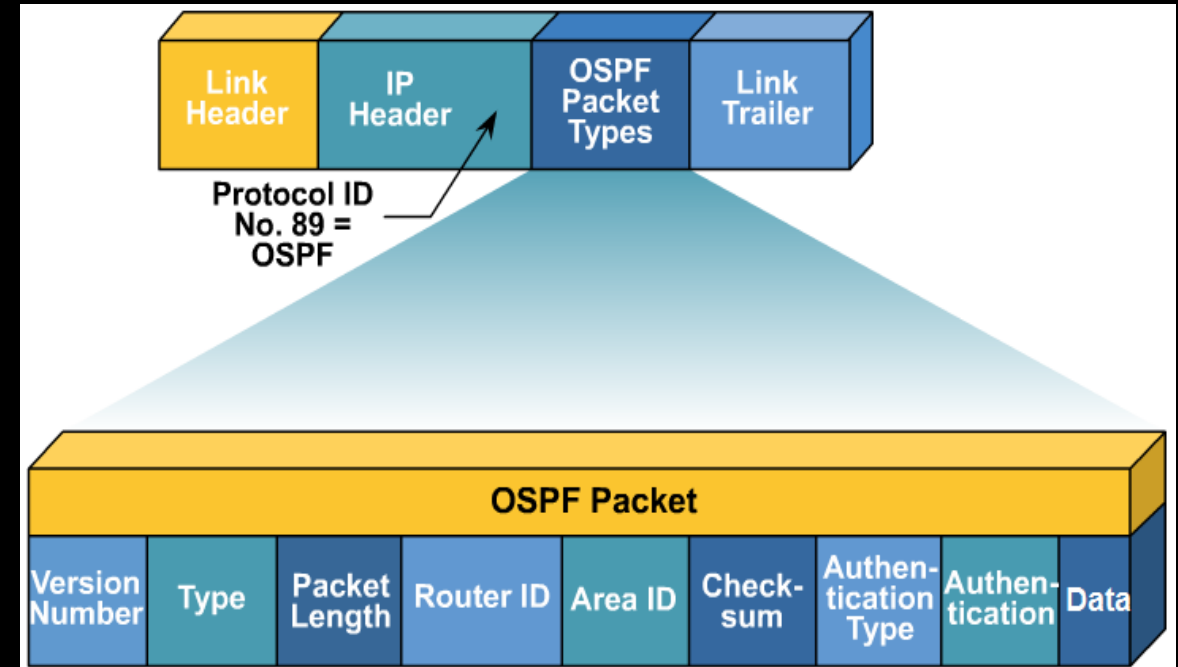 Link
Header
IP
Header
OSPF
Packet
Types
Link
Trailer
Protocol ID
No. 89 =
OSPF
OSPF Packet
Version
Number
Type
Packet
Length
Router ID
Area ID
Check-
sum
Authen-
tication
Type
Authen-
tication
Data